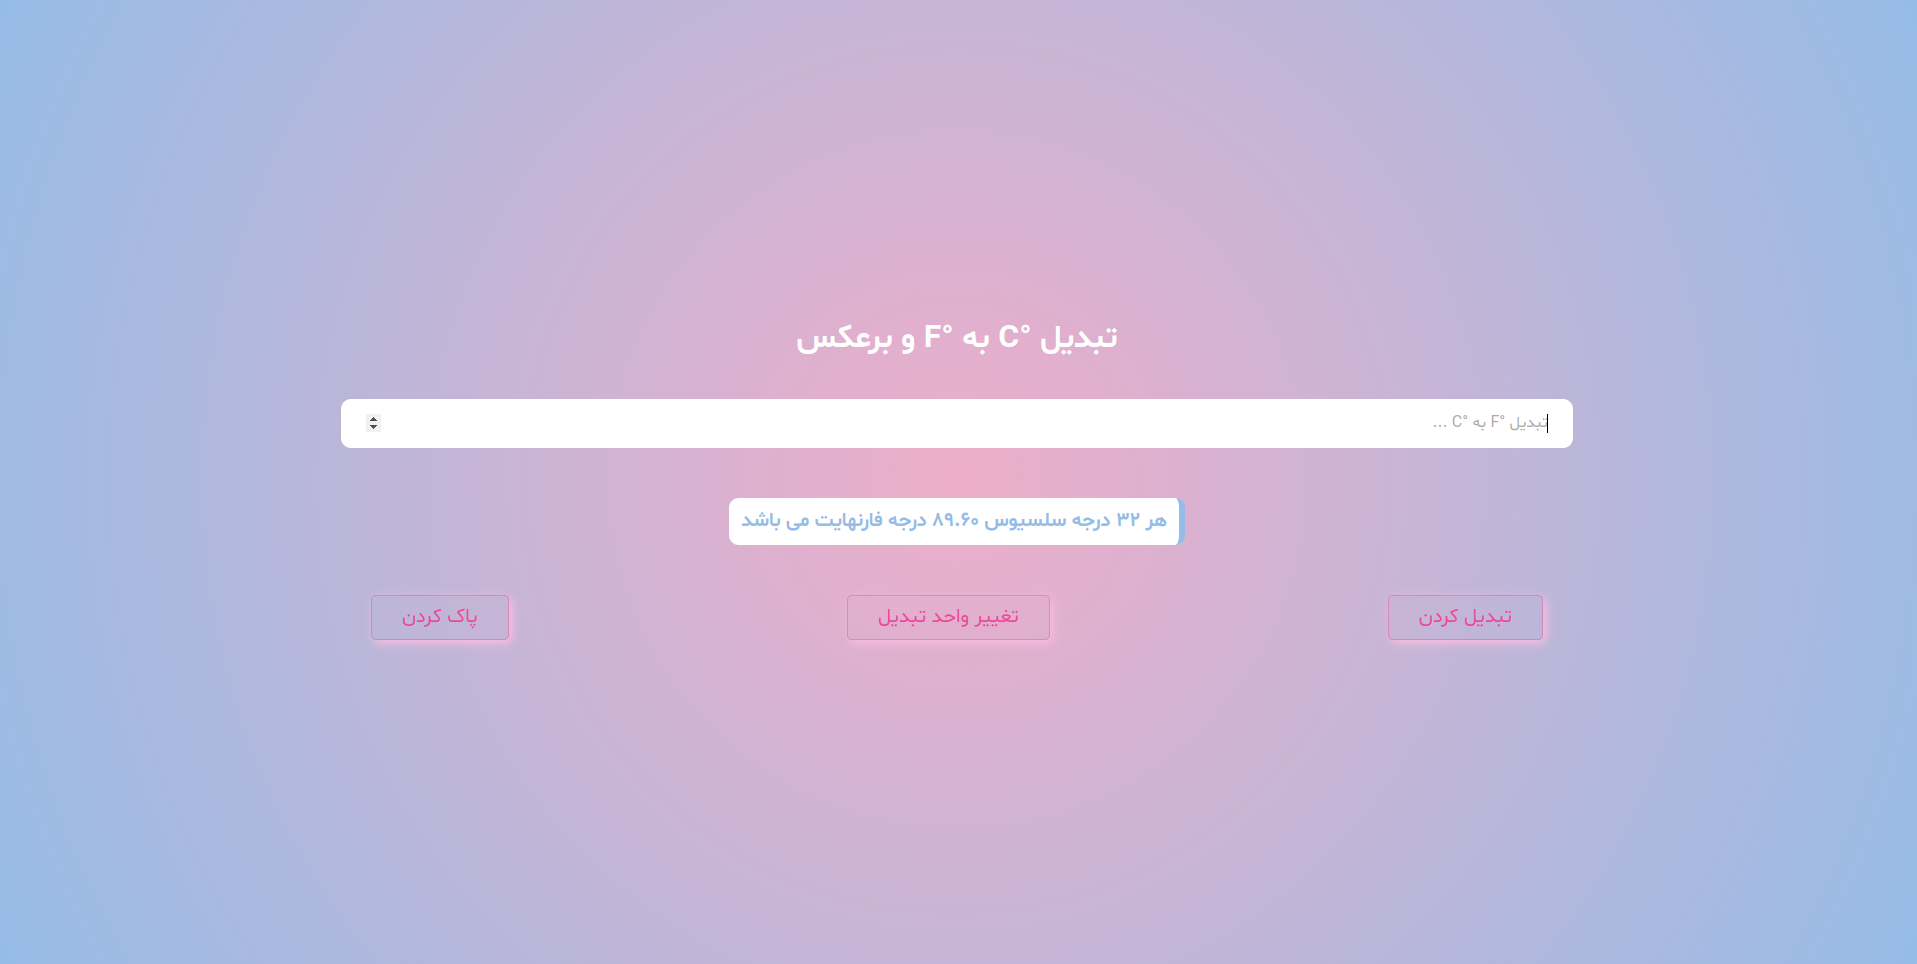 تبدیل °C به °F و برعکس
تبدیل °F به °C ...
هر ۳۲ درجه سلسیوس ۸۹.۶۰ درجه فارنهایت می باشد
تبدیل کردن
تغییر واحد تبدیل
پاک کردن